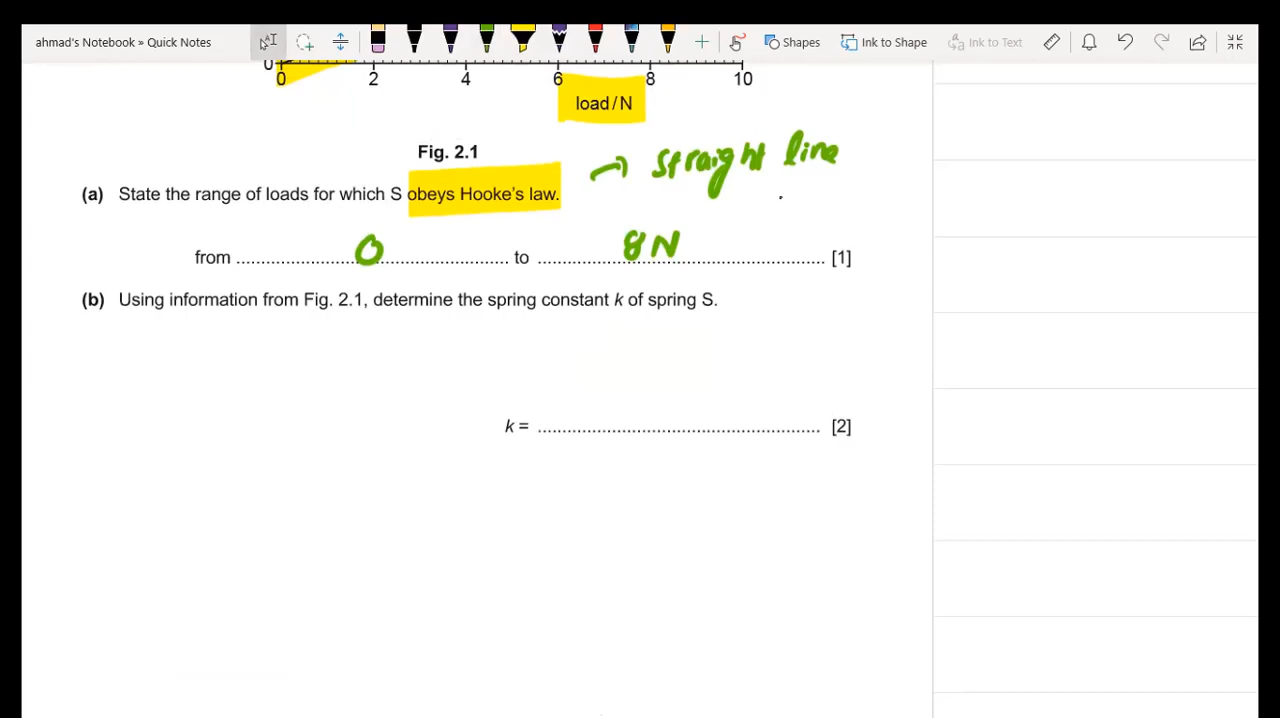 ahmad's Notebook » Quick Notes
Shapes
Ink to Shape
Ink to Text
0
0 2 4 6 8 10
load / N
Fig. 2.1
→ straight line
(a) State the range of loads for which S obeys Hooke's law.
from ........ 0 ........ to ........ 8 N ........ [1]
(b) Using information from Fig. 2.1, determine the spring constant k of spring S.
k = ........ [2]